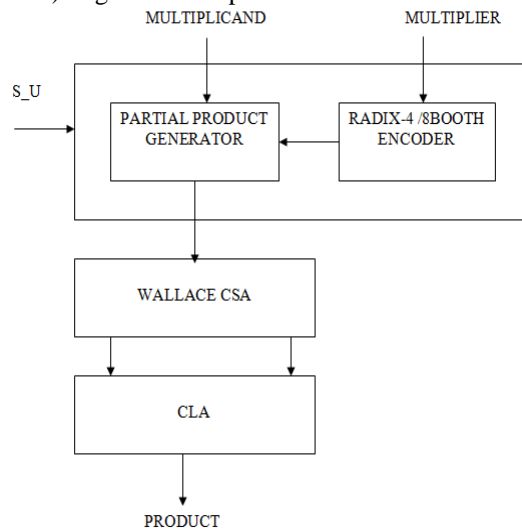 MULTIPLICAND
MULTIPLIER
S_U
PARTIAL PRODUCT
GENERATOR
RADIX-4 /8BOOTH
ENCODER
WALLACE CSA
CLA
PRODUCT